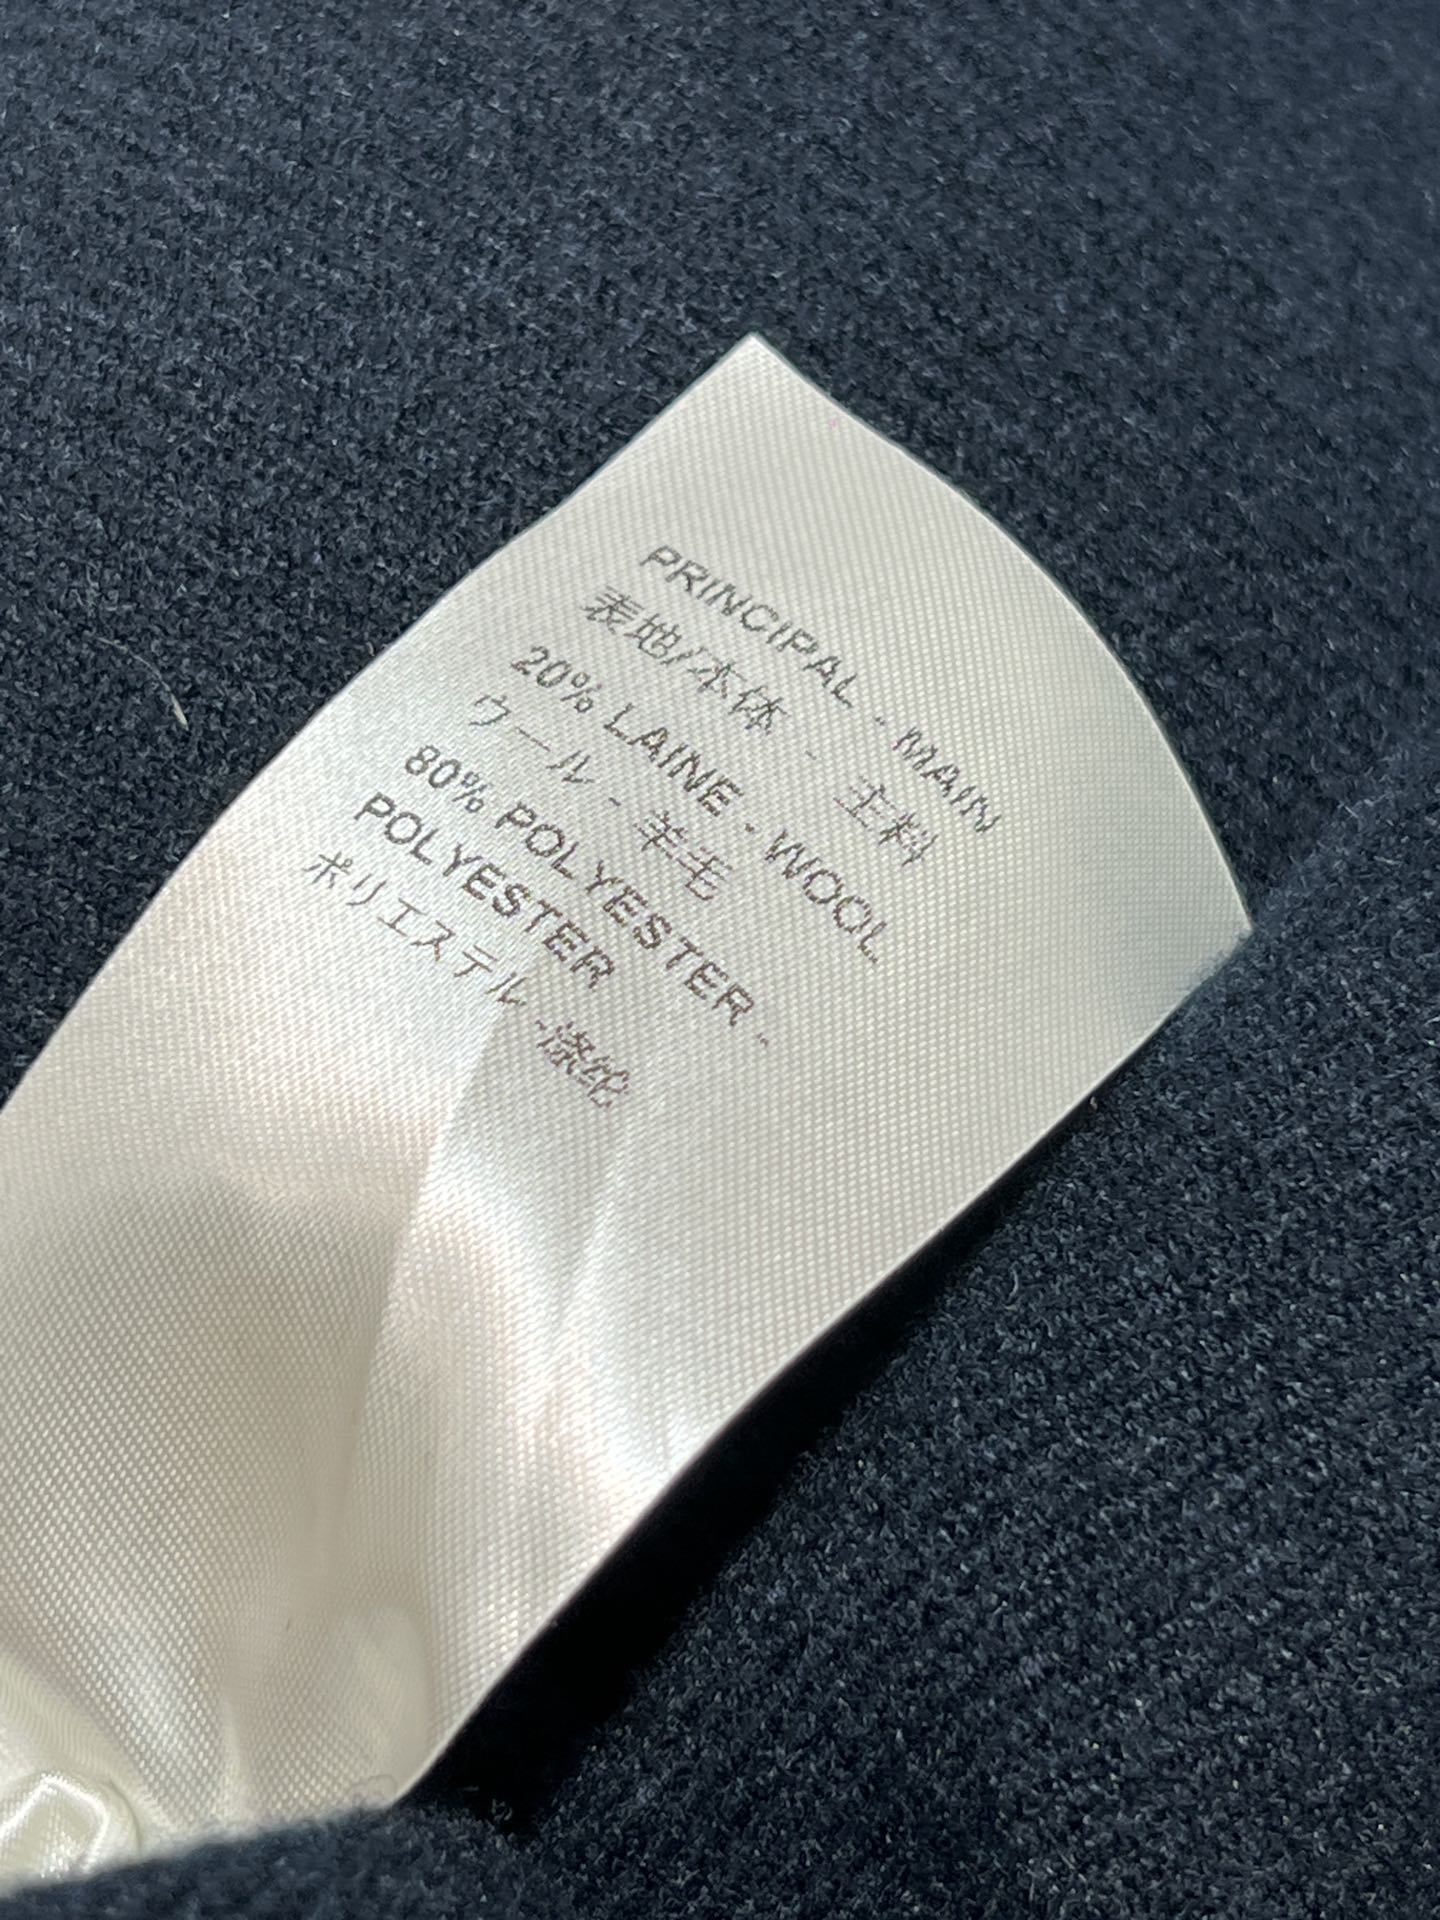 PRINCIPAL - MAIN
表地/本体 - 主料
20% LAINE - WOOL
ウール - 羊毛
80% POLYESTER -
POLYESTER
ポリエステル -涤纶